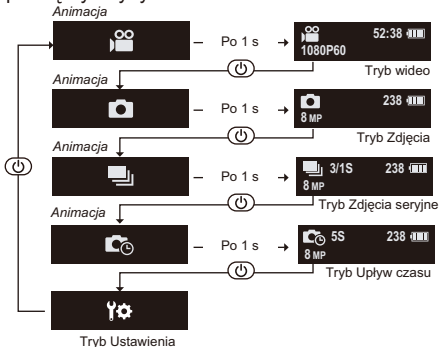 Animacja
Po 1 s
52:38
1080P60
Tryb wideo
Animacja
Po 1 s
238
8 MP
Tryb Zdjęcia
Animacja
Po 1 s
3/1S 238
8 MP
Tryb Zdjęcia seryjne
Animacja
Po 1 s
5S 238
8 MP
Tryb Upływ czasu
Tryb Ustawienia